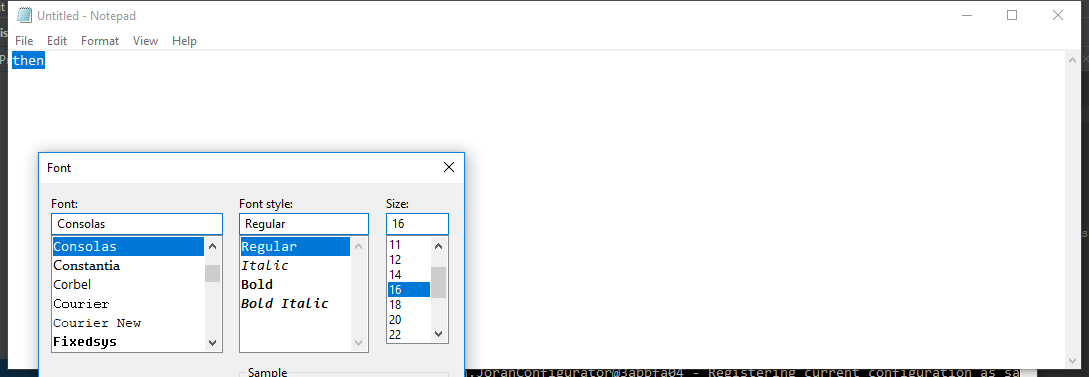 Untitled - Notepad
File Edit Format View Help
then
Font
Font: Font style: Size:
Consolas Regular 16
Consolas Regular 11
Constantia Italic 12
Corbel Bold 14
Courier Bold Italic 16
Courier New 18
Fixedsys 20
22
Sample
.JoranConfigurator@3abbfa04 - Registering current configuration as sa